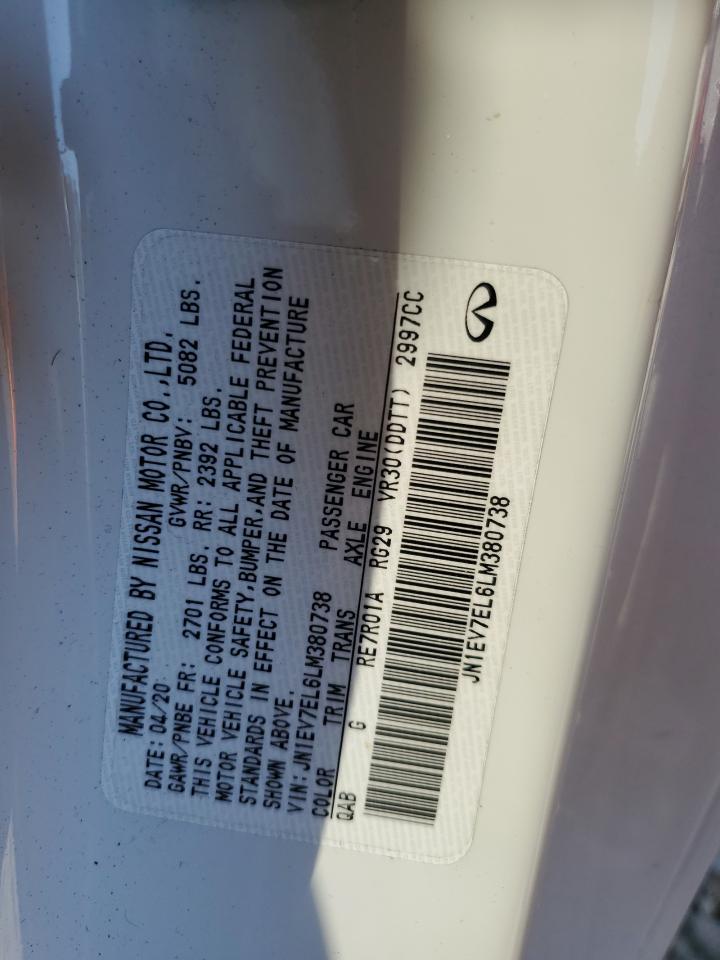 MANUFACTURED BY NISSAN MOTOR CO.,LTD.
DATE: 04/20 GVWR/PNBV: 5082 LBS.
GAWR/PNBE FR: 2701 LBS. RR: 2392 LBS.
THIS VEHICLE CONFORMS TO ALL APPLICABLE FEDERAL
MOTOR VEHICLE SAFETY,BUMPER,AND THEFT PREVENTION
STANDARDS IN EFFECT ON THE DATE OF MANUFACTURE
SHOWN ABOVE.
VIN: JN1EV7EL6LM380738 PASSENGER CAR
COLOR TRIM TRANS AXLE ENGINE
QAB G RE7R01A RG29 VR30(DDTT) 2997CC
JN1EV7EL6LM380738